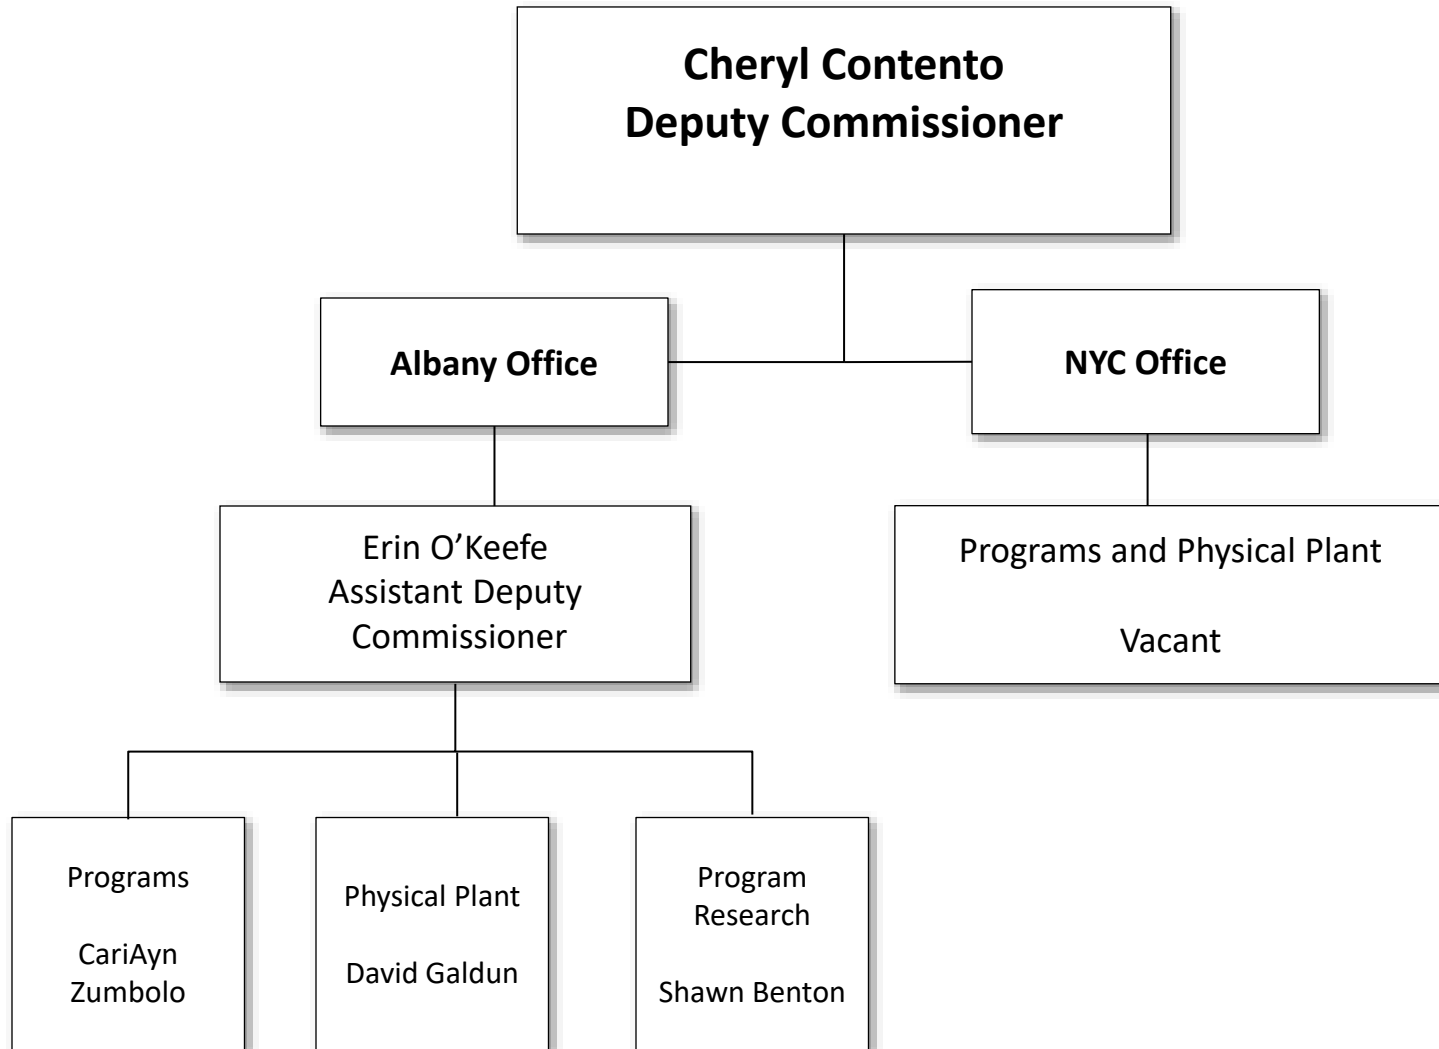 Cheryl Contento
Deputy Commissioner
Albany Office
NYC Office
Erin O’Keefe
Assistant Deputy
Commissioner
Programs and Physical Plant
Vacant
Programs
CariAyn
Zumbolo
Physical Plant
David Galdun
Program
Research
Shawn Benton